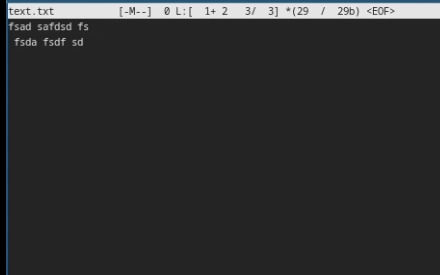 text.txt [-M--] 0 L:[ 1+ 2 3/ 3] *(29 / 29b) <EOF>
fsad safdsd fs
fsda fsdf sd